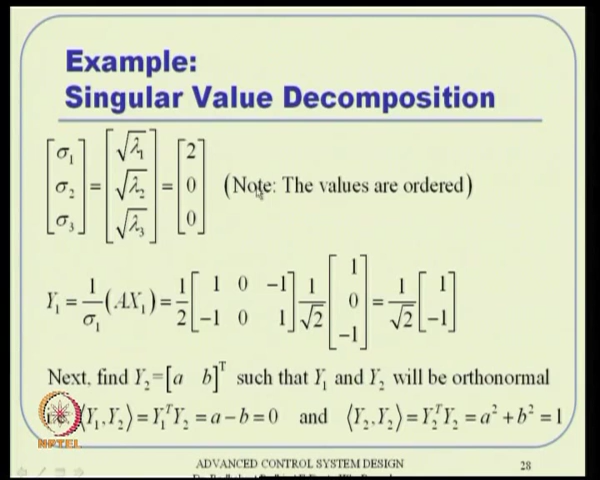 Example:
Singular Value Decomposition
[σ₁ σ₂ σ₃] = [√λ₁ √λ₂ √λ₃] = [2 0 0] (Note: The values are ordered)
Y₁ = 1/σ₁ (AX₁) = 1/2 [1 0 −1; −1 0 1] 1/√2 [1 0 −1] = 1/√2 [1 −1]
Next, find Y₂=[a b]ᵀ such that Y₁ and Y₂ will be orthonormal
⟨Y₁,Y₂⟩ = Y₁ᵀY₂ = a−b = 0 and ⟨Y₂,Y₂⟩ = Y₂ᵀY₂ = a² + b² = 1
NPTEL
ADVANCED CONTROL SYSTEM DESIGN
28